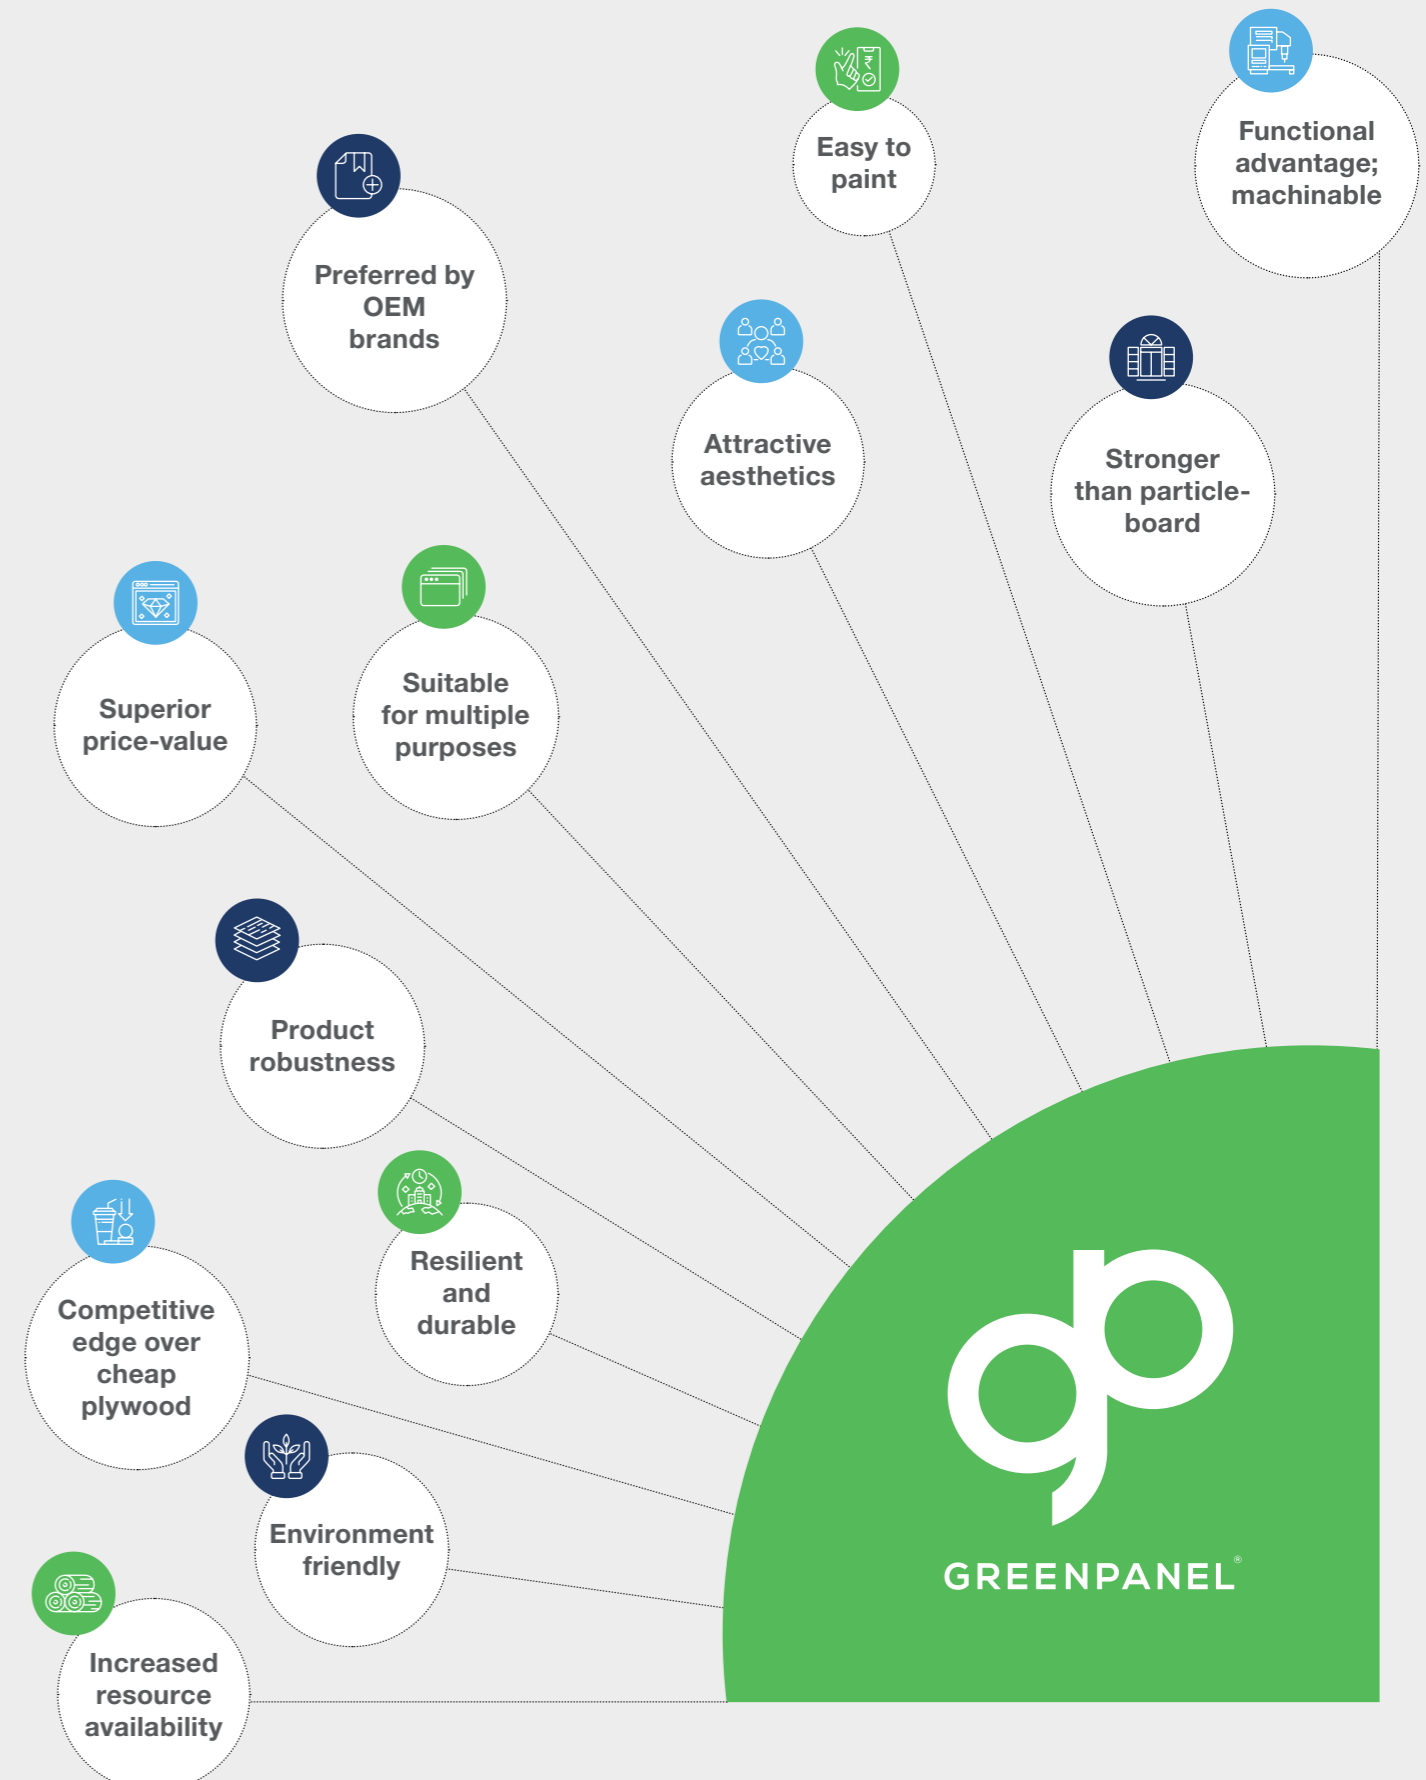 Easy to
paint
Functional
advantage;
machinable
Preferred by
OEM
brands
Attractive
aesthetics
Stronger
than particle-
board
Superior
price-value
Suitable
for multiple
purposes
Product
robustness
Resilient
and
durable
Competitive
edge over
cheap
plywood
Environment
friendly
Increased
resource
availability
gp
GREENPANEL®